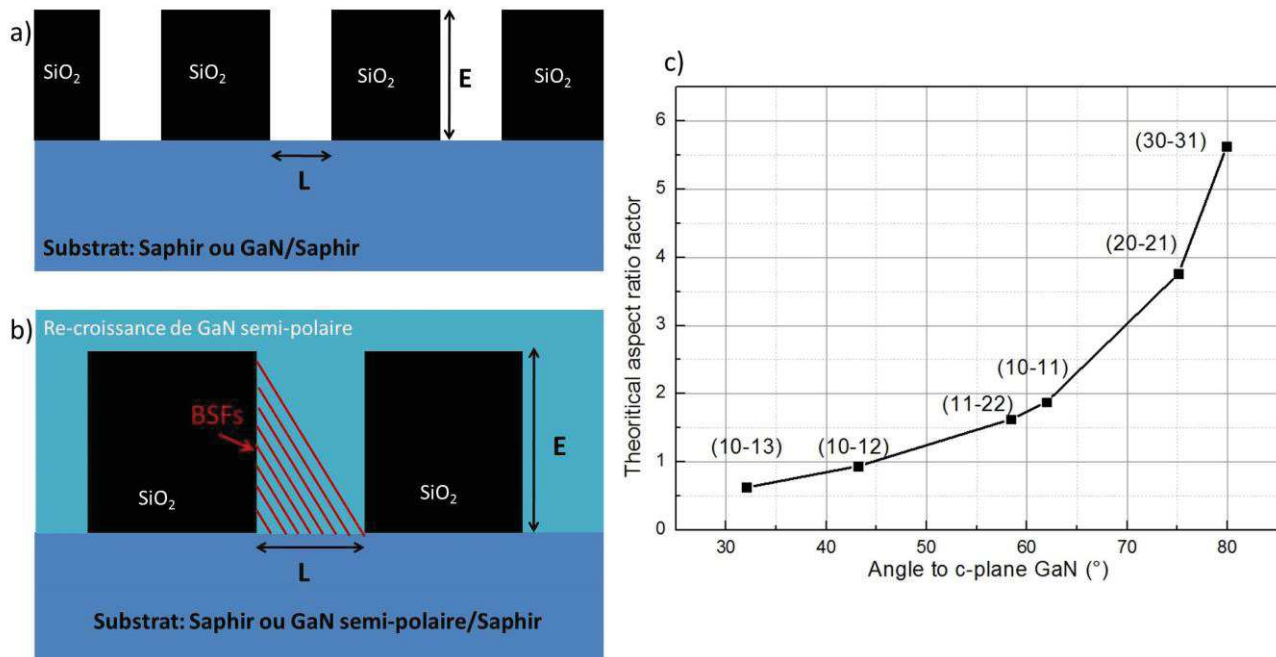 a)
SiO2
SiO2
SiO2
SiO2
E
L
Substrat: Saphir ou GaN/Saphir
b)
Re-croissance de GaN semi-polaire
BSFs
SiO2
SiO2
E
L
Substrat: Saphir ou GaN semi-polaire/Saphir
c)
Theoritical aspect ratio factor
6
5
4
3
2
1
0
(30-31)
(20-21)
(10-11)
(11-22)
(10-13)
(10-12)
30 40 50 60 70 80
Angle to c-plane GaN (°)